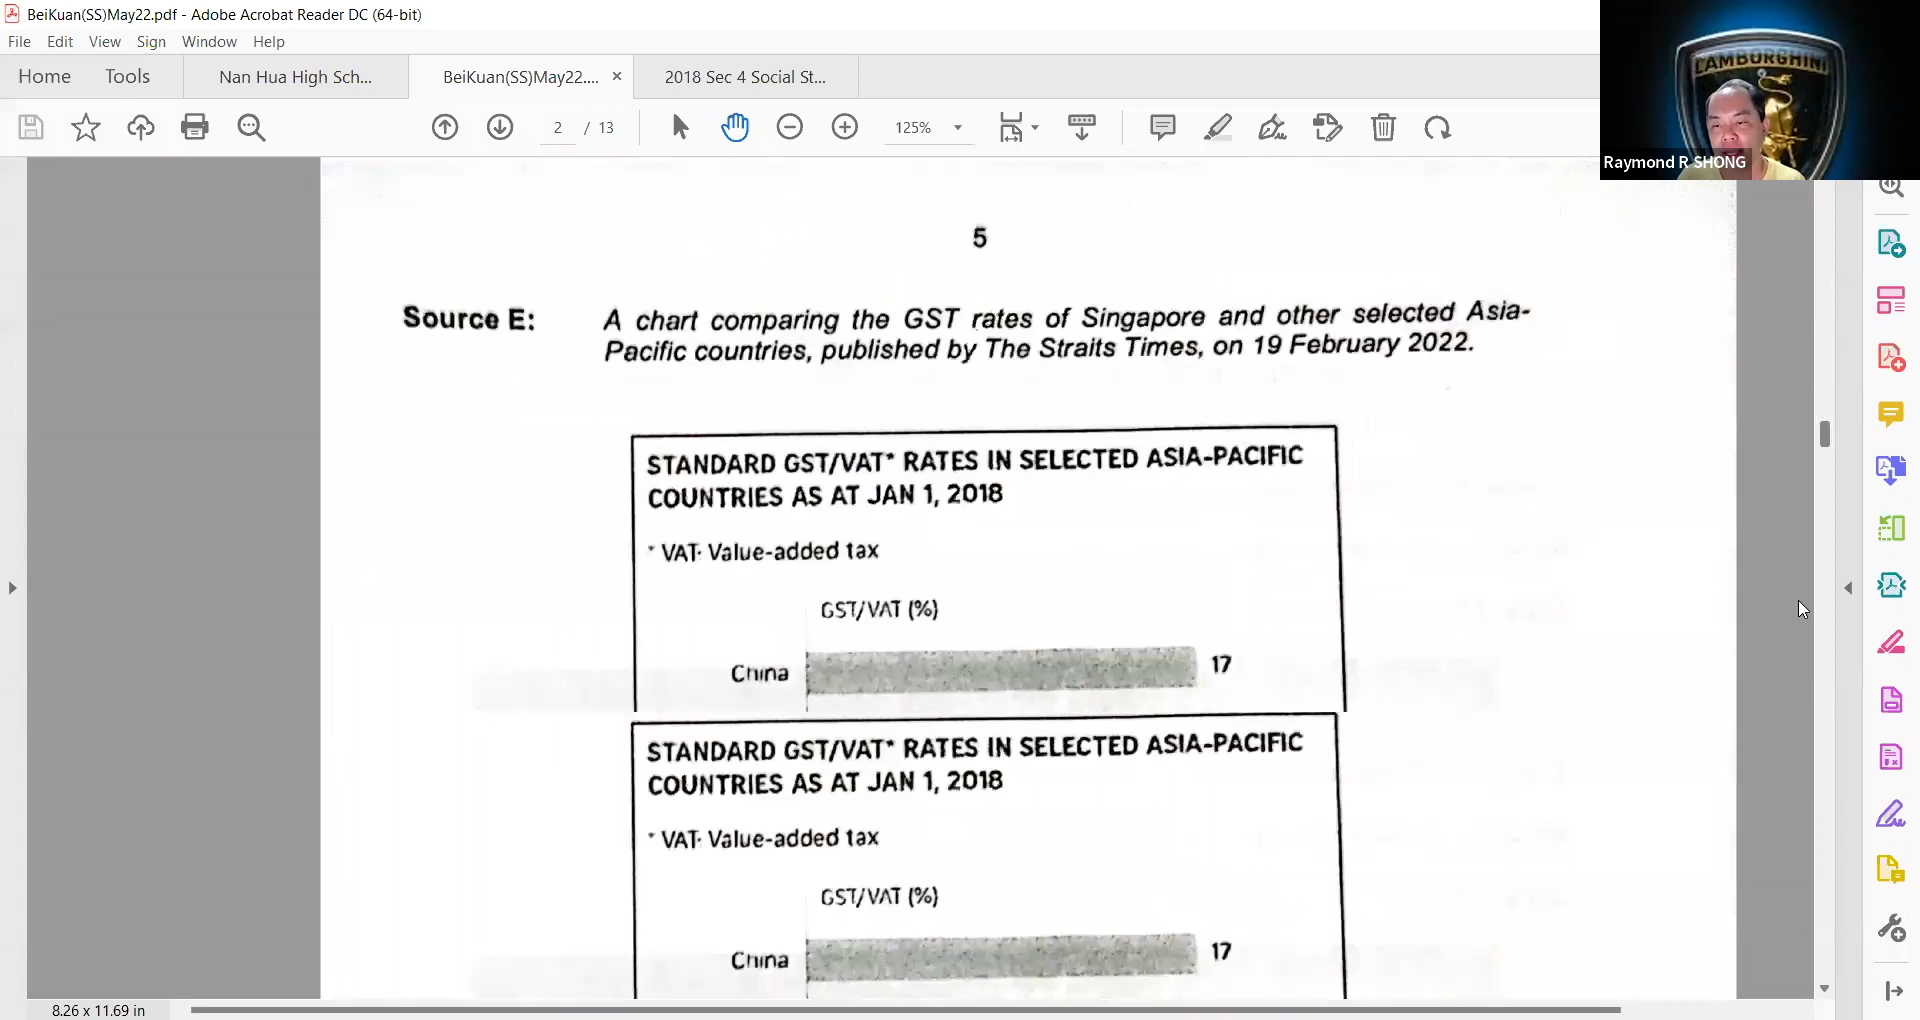 BeiKuan(SS)May22.pdf - Adobe Acrobat Reader DC (64-bit)
File Edit View Sign Window Help
Home Tools Nan Hua High Sch... BeiKuan(SS)May22.... × 2018 Sec 4 Social St...
2 / 13 125%
LAMBORGHINI
Raymond R SHONG
5
Source E: A chart comparing the GST rates of Singapore and other selected Asia-
Pacific countries, published by The Straits Times, on 19 February 2022.
STANDARD GST/VAT* RATES IN SELECTED ASIA-PACIFIC
COUNTRIES AS AT JAN 1, 2018
* VAT: Value-added tax
GST/VAT (%)
China 17
STANDARD GST/VAT* RATES IN SELECTED ASIA-PACIFIC
COUNTRIES AS AT JAN 1, 2018
* VAT: Value-added tax
GST/VAT (%)
China 17
8.26 x 11.69 in